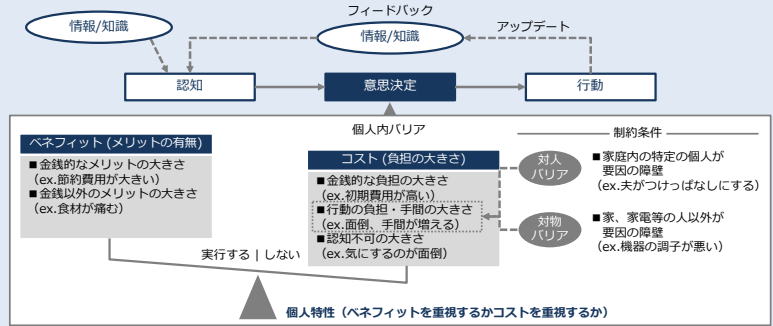 フィードバック
情報/知識
情報/知識
アップデート
認知
意思決定
行動
個人内バリア
制約条件
ベネフィット (メリットの有無)
■金銭的なメリットの大きさ
(ex.節約費用が大きい)
■金銭以外のメリットの大きさ
(ex.食材が痛む)
コスト (負担の大きさ)
■金銭的な負担の大きさ
(ex.初期費用が高い)
■行動の負担・手間の大きさ
(ex.面倒、手間が増える)
■認知不可の大きさ
(ex.気にするのが面倒)
対人
バリア
■家庭内の特定の個人が
要因の障壁
(ex.夫がつけっぱなしにする)
対物
バリア
■家、家電等の人以外が
要因の障壁
(ex.機器の調子が悪い)
実行する | しない
個人特性（ベネフィットを重視するかコストを重視するか）